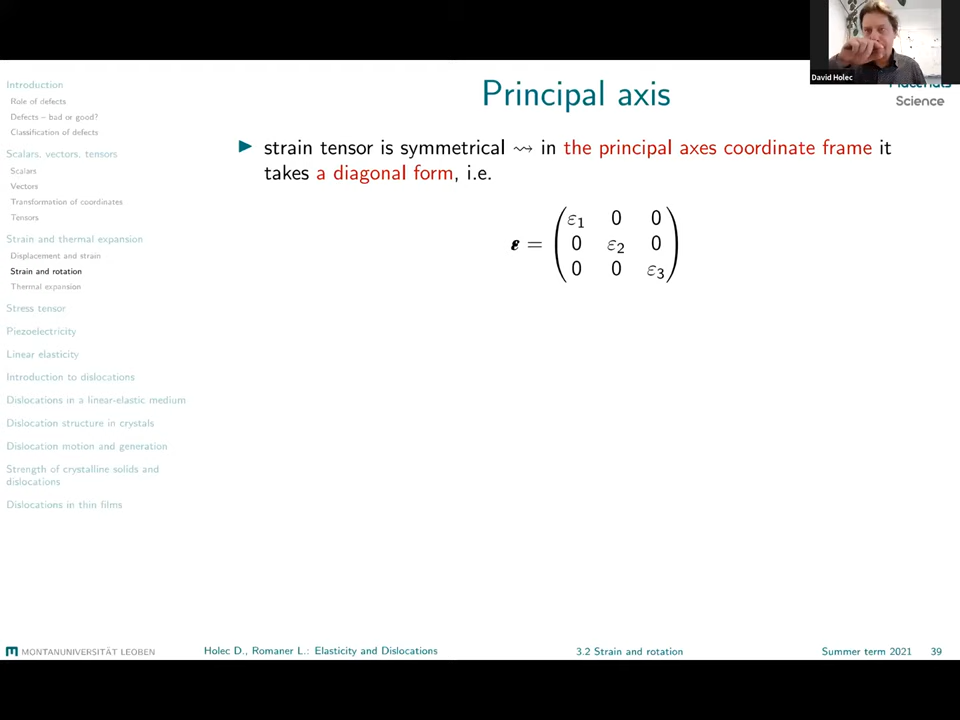 David Holec
Materials
Science
Introduction
Role of defects
Defects – bad or good?
Classification of defects
Scalars, vectors, tensors
Scalars
Vectors
Transformation of coordinates
Tensors
Strain and thermal expansion
Displacement and strain
Strain and rotation
Thermal expansion
Stress tensor
Piezoelectricity
Linear elasticity
Introduction to dislocations
Dislocations in a linear-elastic medium
Dislocation structure in crystals
Dislocation motion and generation
Strength of crystalline solids and
dislocations
Dislocations in thin films
Principal axis
▶ strain tensor is symmetrical ⇝ in the principal axes coordinate frame it
takes a diagonal form, i.e.
ε1 0 0
ε = 0 ε2 0
0 0 ε3
MONTANUNIVERSITÄT LEOBEN
Holec D., Romaner L.: Elasticity and Dislocations
3.2 Strain and rotation
Summer term 2021 39